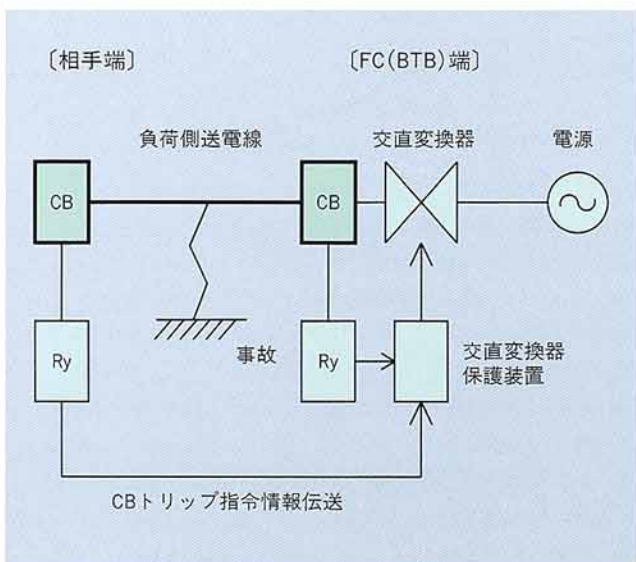 〔相手端〕
〔FC(BTB)端〕
負荷側送電線
交直変換器
電源
CB
CB
事故
Ry
Ry
交直変換器
保護装置
CBトリップ指令情報伝送